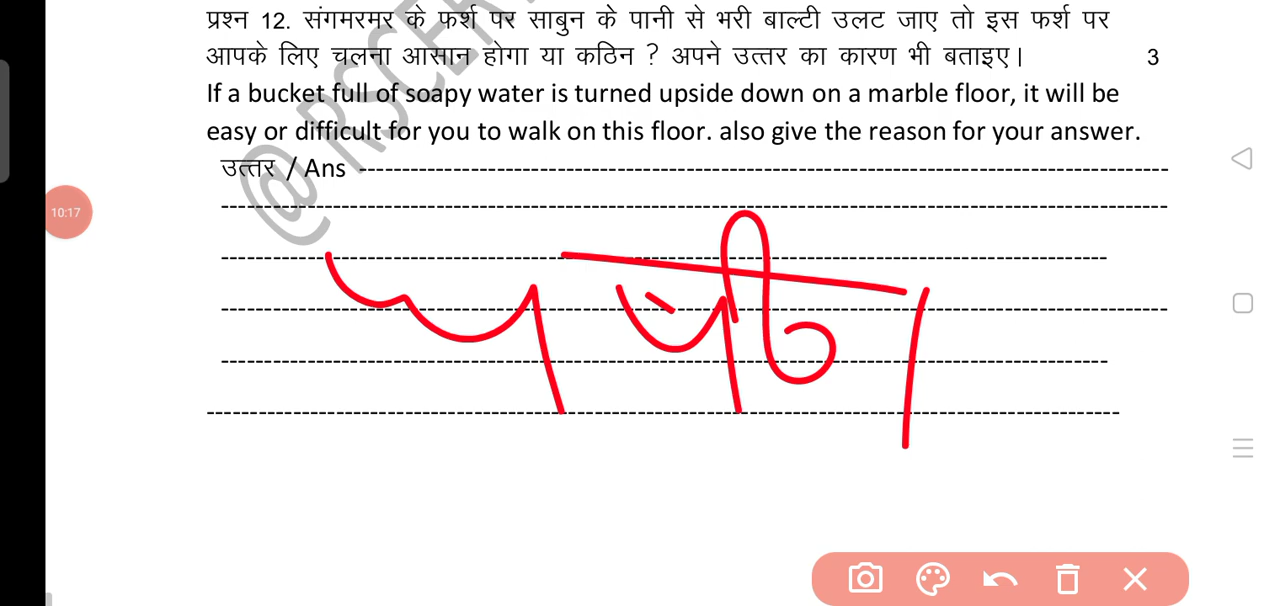 प्रश्न 12. संगमरमर के फर्श पर साबुन के पानी से भरी बाल्टी उलट जाए तो इस फर्श पर
आपके लिए चलना आसान होगा या कठिन ? अपने उत्तर का कारण भी बताइए। 3
If a bucket full of soapy water is turned upside down on a marble floor, it will be
easy or difficult for you to walk on this floor. also give the reason for your answer.
उत्तर / Ans
@ RSCER
10:17